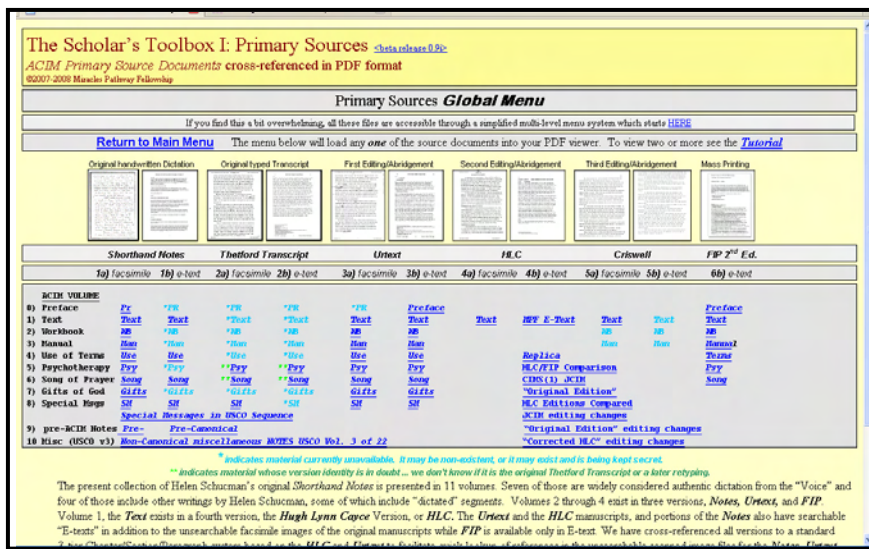 The Scholar's Toolbox I: Primary Sources <beta release 0.9i>
ACIM Primary Source Documents cross-referenced in PDF format
©2007-2008 Miracles Pathway Fellowship
Primary Sources Global Menu
If you find this a bit overwhelming, all these files are accessible through a simplified multi-level menu system which starts HERE
Return to Main Menu The menu below will load any one of the source documents into your PDF viewer. To view two or more see the Tutorial
Original handwritten Dictation Original typed Transcript First Editing/Abridgement Second Editing/Abridgement Third Editing/Abridgement Mass Printing
Shorthand Notes Thetford Transcript Urtext HLC Criswell FIP 2nd Ed.
1a) facsimile 1b) e-text 2a) facsimile 2b) e-text 3a) facsimile 3b) e-text 4a) facsimile 4b) e-text 5a) facsimile 5b) e-text 6b) e-text
ACIM VOLUME
0) Preface Pr *PR *PR *PR *PR Preface Preface
1) Text Text *Text *Text *Text Text Text Text MPF E-Text Text Text Text
2) Workbook WB *WB *WB *WB WB WB WB WB WB
3) Manual Man *Man *Man *Man Man Man Man Man Manual
4) Use of Terms Use Use *Use *Use Use Use Replica Terms
5) Psychotherapy Psy Psy **Psy **Psy Psy Psy HLC/FIP Comparison Psy
6) Song of Prayer Song Song **Song **Song Song Song CIMS(1) JCIM Song
7) Gifts of God Gifts *Gifts *Gifts *Gifts Gifts Gifts "Original Edition"
8) Special Msgs SM SM *SM *SM SM SM HLC Editions Compared
Special Messages in USCO Sequence JCIM editing changes
9) pre-ACIM Notes Pre- Pre-Canonical "Original Edition" editing changes
10 Misc (USCO v3) Non-Canonical miscellaneous NOTES USCO Vol. 3 of 22 "Corrected HLC" editing changes
*indicates material currently unavailable. It may be non-existent, or it may exist and is being kept secret.
** indicates material whose version identity is in doubt ... we don't know if it is the original Thetford Transcript or a later retyping.
The present collection of Helen Schucman's original Shorthand Notes is presented in 11 volumes. Seven of those are widely considered authentic dictation from the "Voice" and
four of those include other writings by Helen Schucman, some of which include "dictated" segments. Volumes 2 through 4 exist in three versions, Notes, Urtext, and FIP.
Volume 1, the Text exists in a fourth version, the Hugh Lynn Cayce Version, or HLC. The Urtext and the HLC manuscripts, and portions of the Notes also have searchable
"E-texts" in addition to the unsearchable facsimile images of the original manuscripts while FIP is available only in E-text. We have cross-referenced all versions to a standard